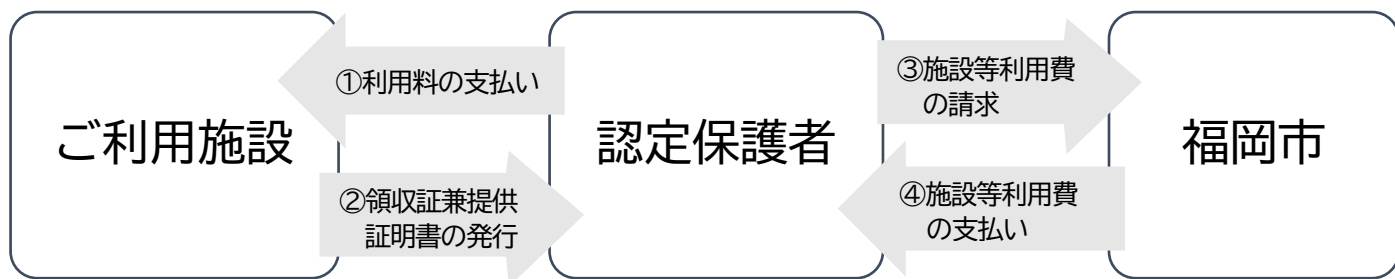 ご利用施設
①利用料の支払い
②領収証兼提供
証明書の発行
認定保護者
③施設等利用費
の請求
④施設等利用費
の支払い
福岡市